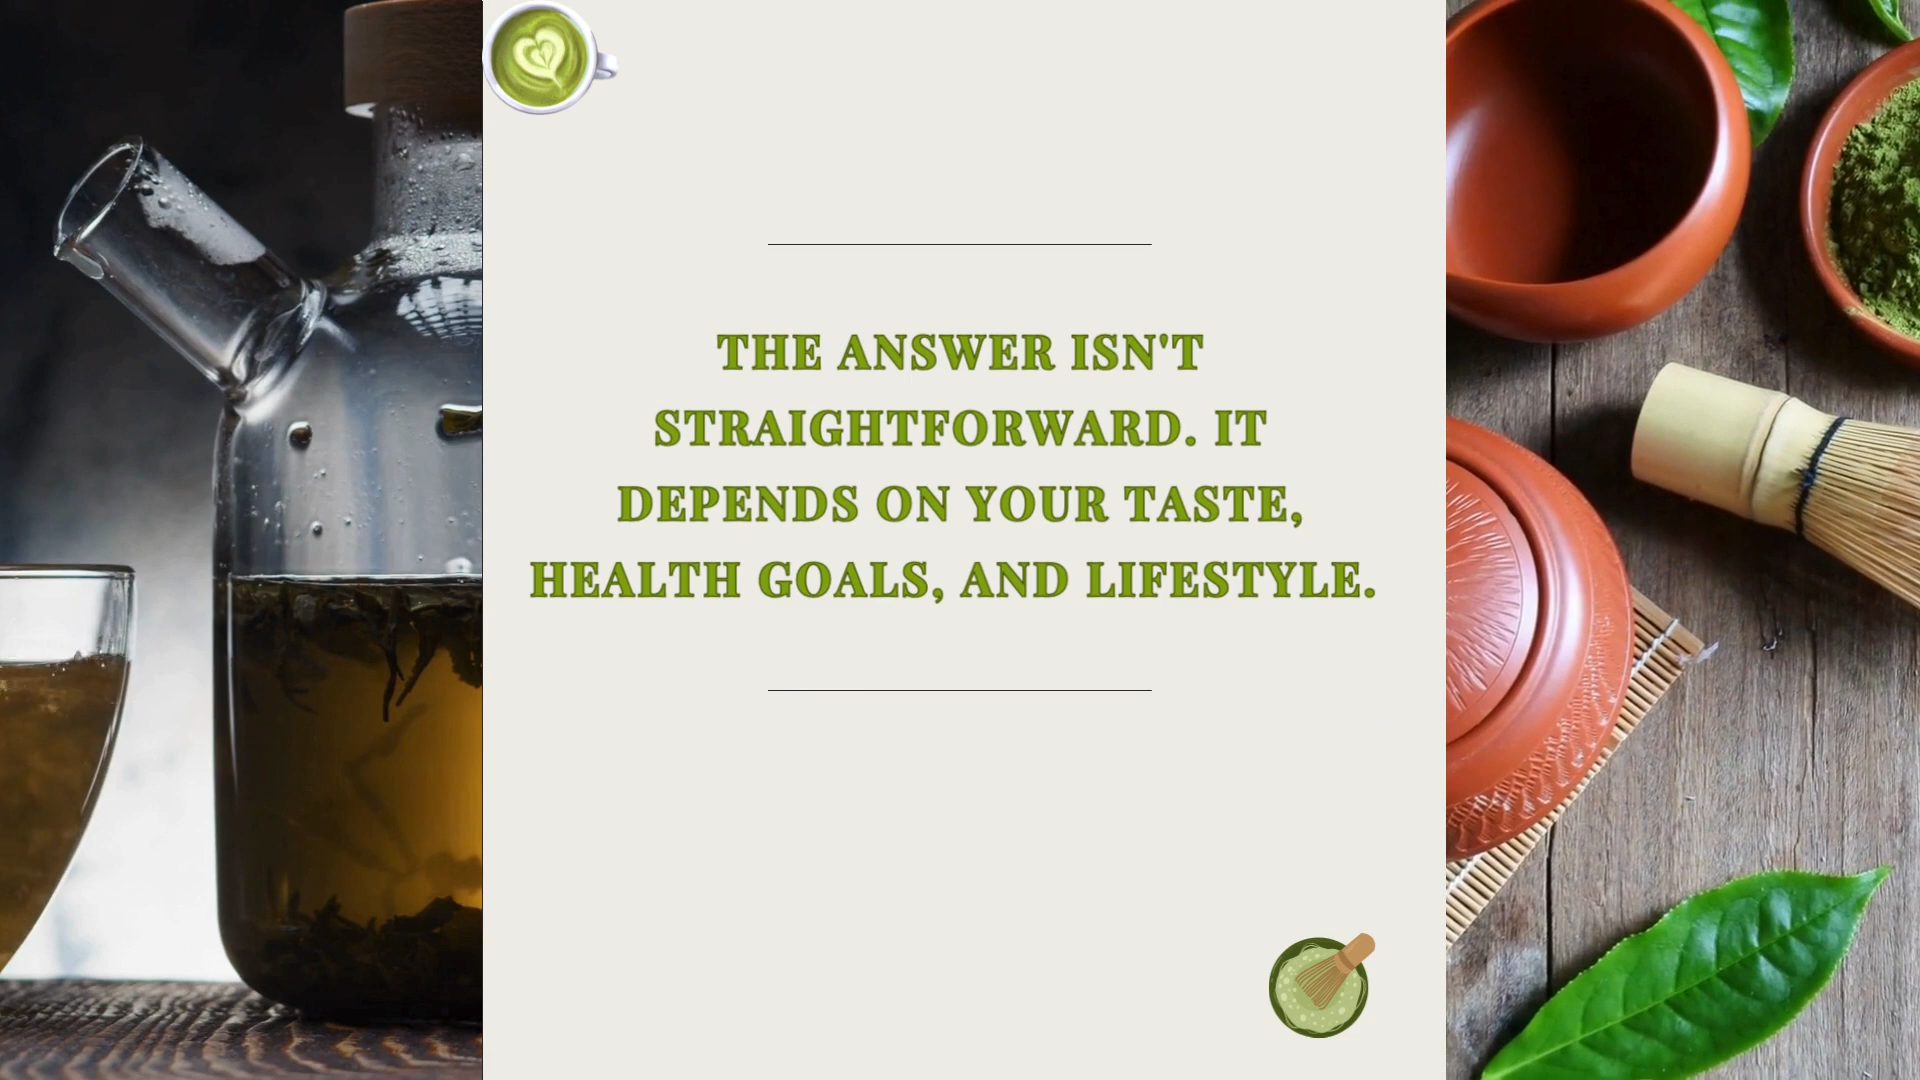 THE ANSWER ISN'T
STRAIGHTFORWARD. IT
DEPENDS ON YOUR TASTE,
HEALTH GOALS, AND LIFESTYLE.